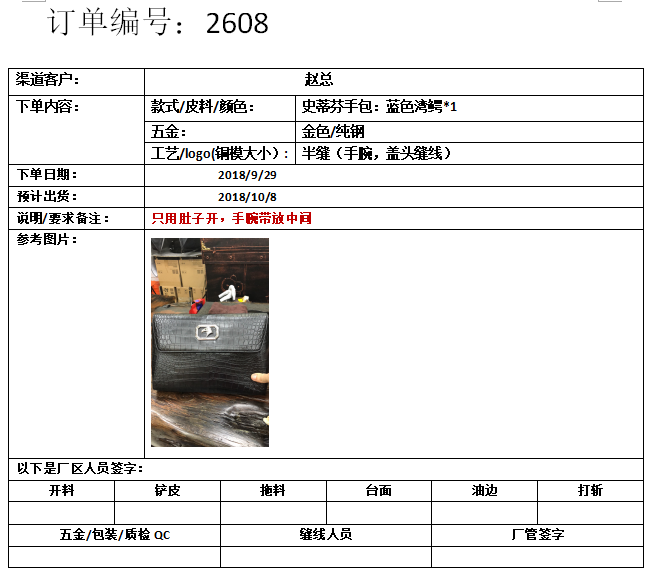 订单编号：2608
渠道客户： 赵总
下单内容： 款式/皮料/颜色： 史蒂芬手包：蓝色湾鳄*1
五金： 金色/纯钢
工艺/logo(铜模大小）： 半缝（手腕，盖头缝线）
下单日期： 2018/9/29
预计出货： 2018/10/8
说明/要求备注： 只用肚子开，手腕带放中间
参考图片：
以下是厂区人员签字：
开料 铲皮 拖料 台面 油边 打斩
五金/包装/质检 QC 缝线人员 厂管签字